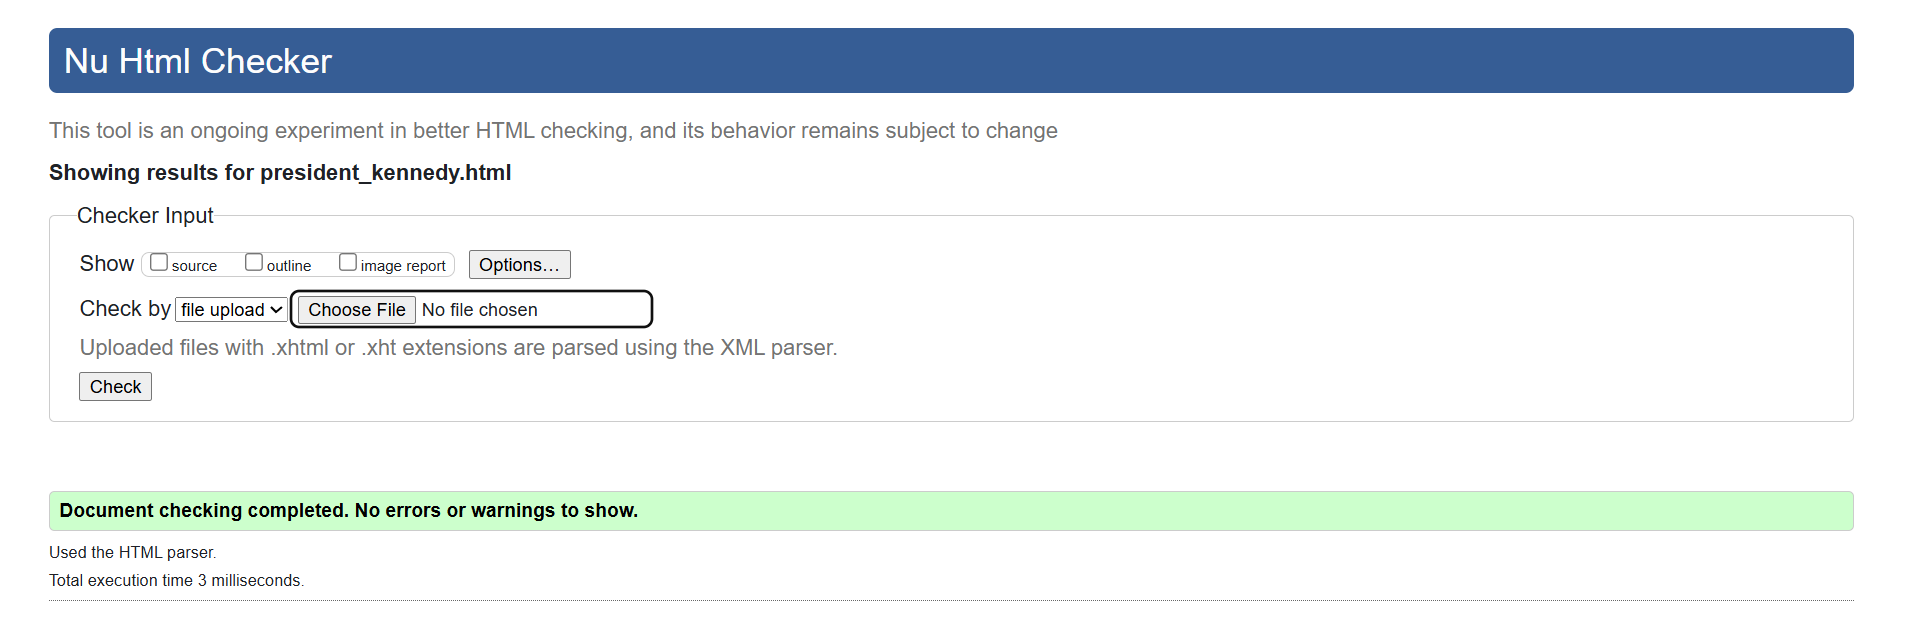 Nu Html Checker
This tool is an ongoing experiment in better HTML checking, and its behavior remains subject to change
Showing results for president_kennedy.html
Checker Input
Show source outline image report Options...
Check by file upload Choose File No file chosen
Uploaded files with .xhtml or .xht extensions are parsed using the XML parser.
Check
Document checking completed. No errors or warnings to show.
Used the HTML parser.
Total execution time 3 milliseconds.